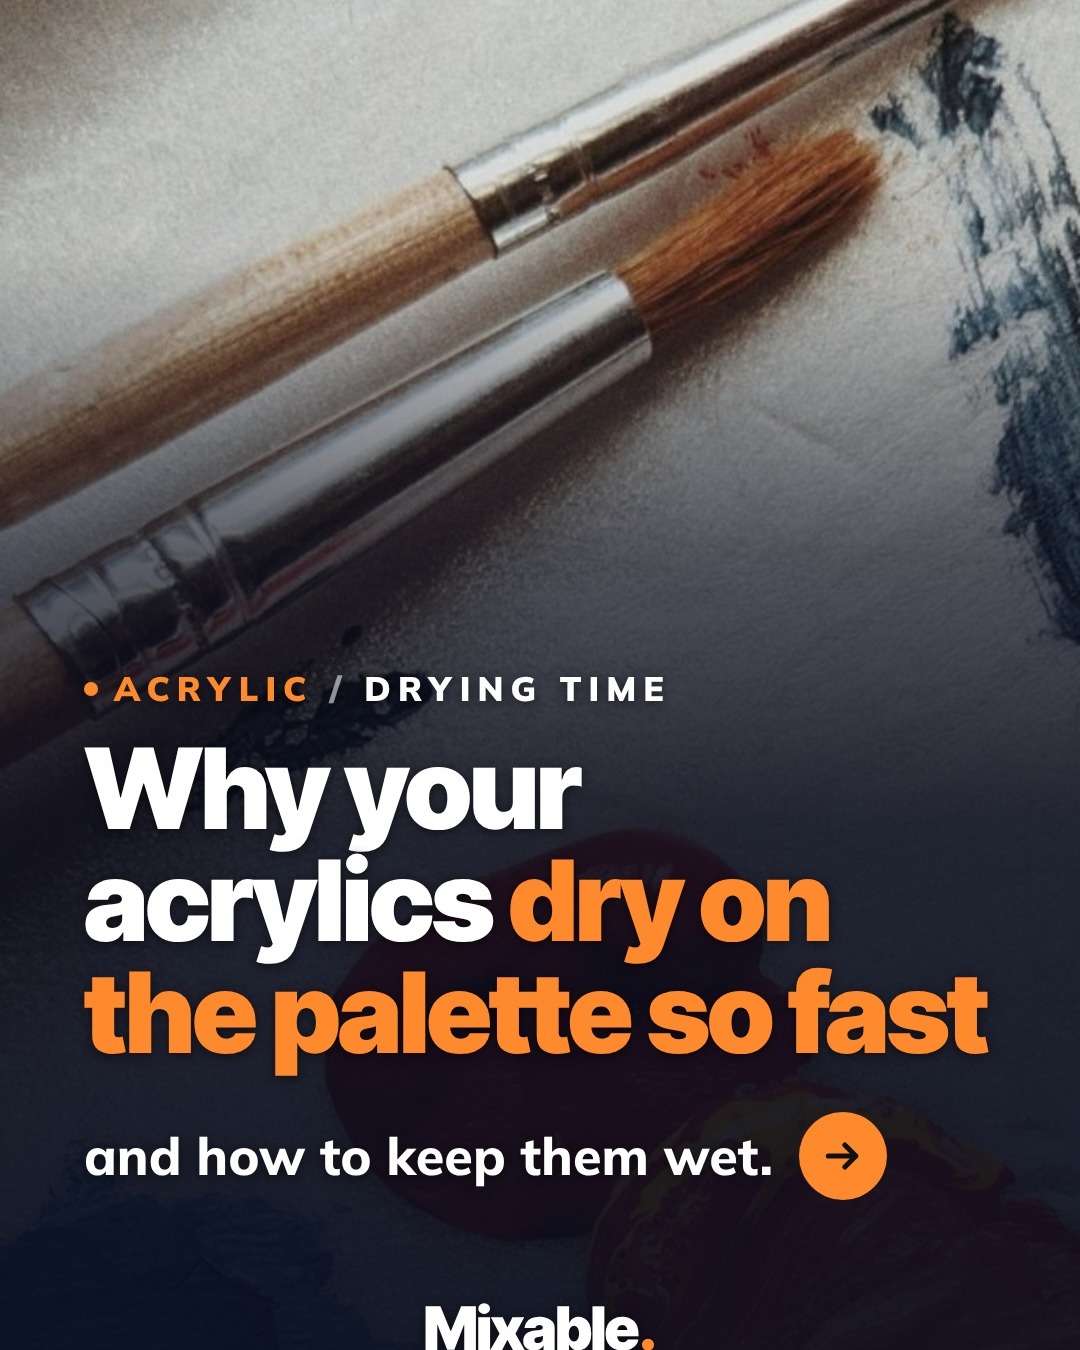 • ACRYLIC / DRYING TIME
Why your
acrylics dry on
the palette so fast
and how to keep them wet. →
Mixable.